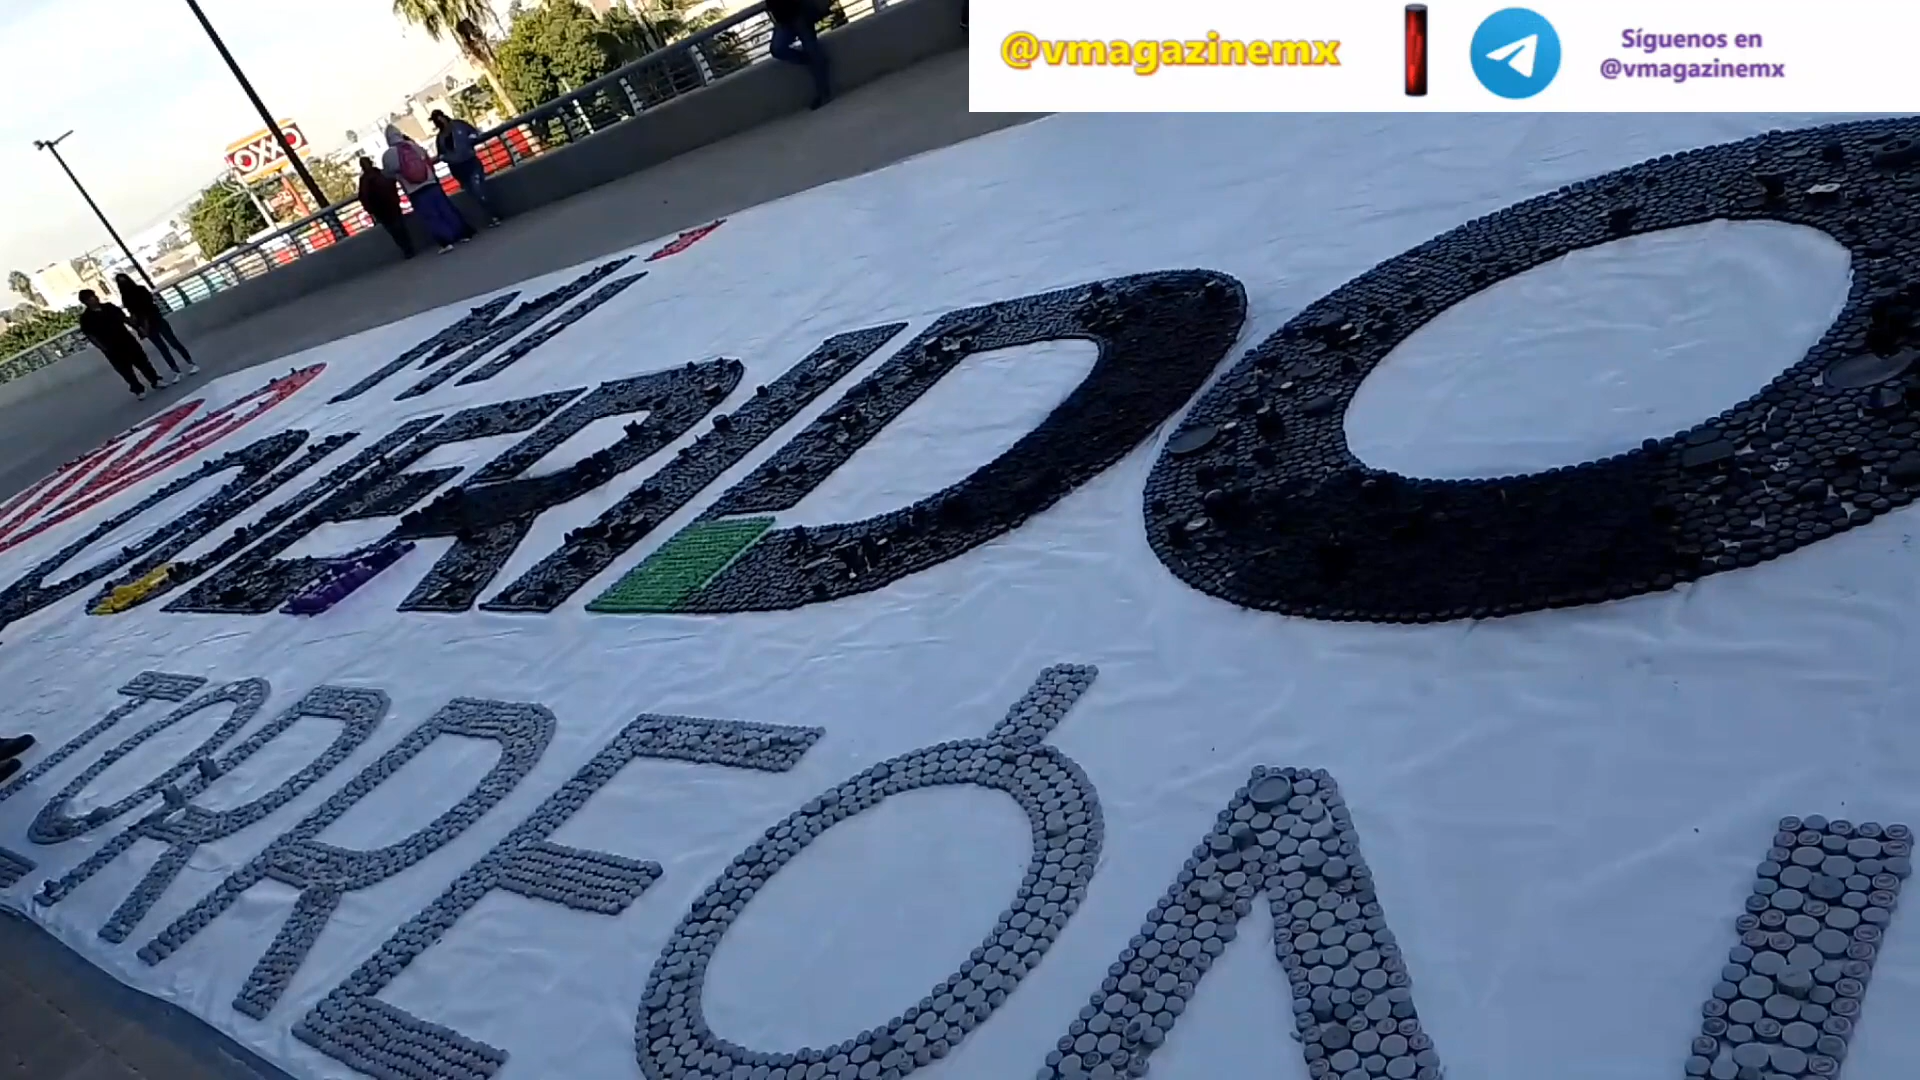 @vmagazinemx
Síguenos en
@vmagazinemx
OXXO
MI
QUERIDO
TORREÓN